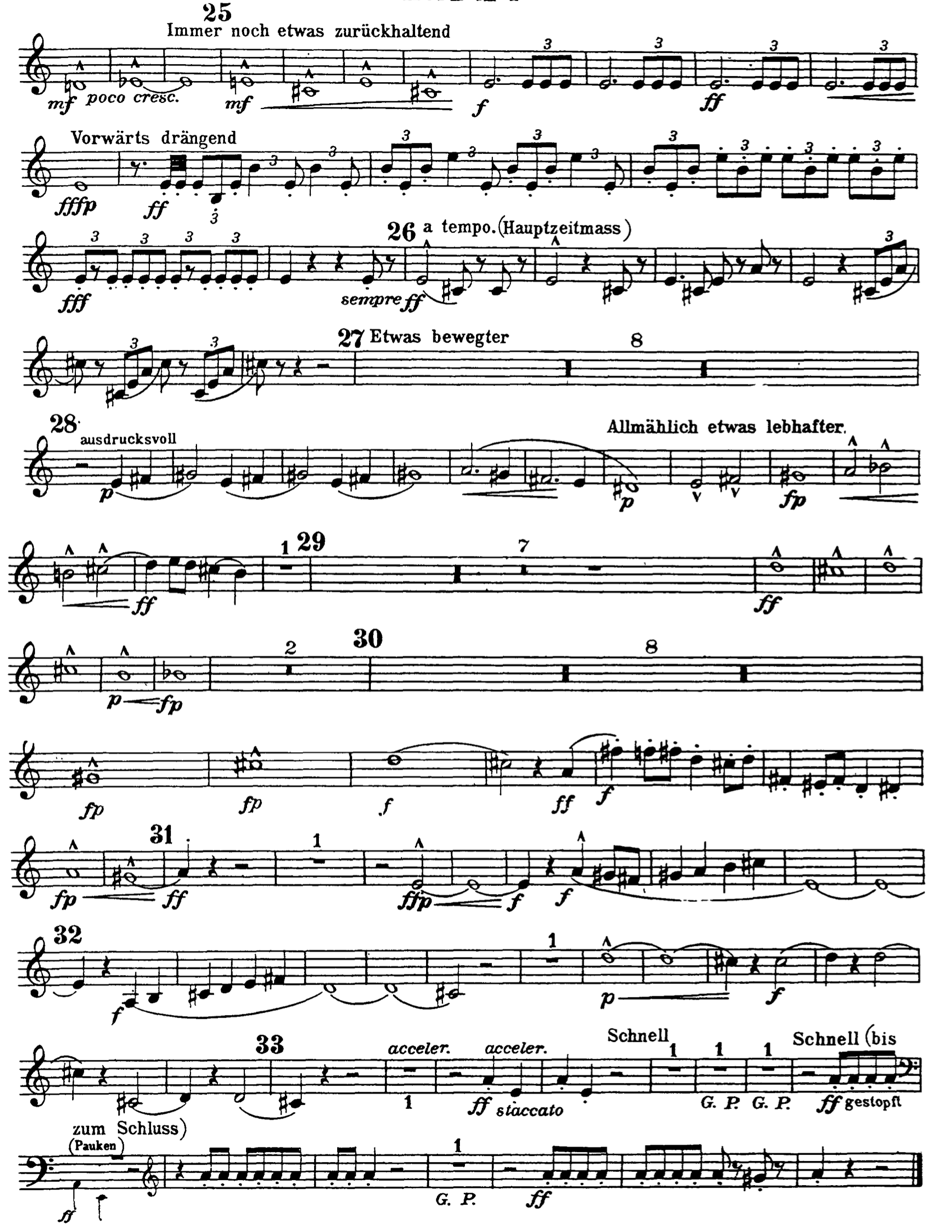 25
Immer noch etwas zurückhaltend
3 3 3 3
mf poco cresc. mf f ff
Vorwärts drängend
3 3 3 3 3 3 3 3 3 3
fffp ff 3
26 a tempo. (Hauptzeitmass)
3 3 3 3 3
fff sempre ff
27 Etwas bewegter
3 3 8
28
ausdrucksvoll
Allmählich etwas lebhafter.
p p fp
1 29 7
ff ff
2 30 8
p fp
fp fp f ff f
31 1
fp ff ffp f f
32
1
f p f
33 acceler. acceler. Schnell 1 1 1 Schnell (bis
1 ff staccato G. P. G. P. ff gestopft
zum Schluss)
(Pauken)
1
ff G. P. ff